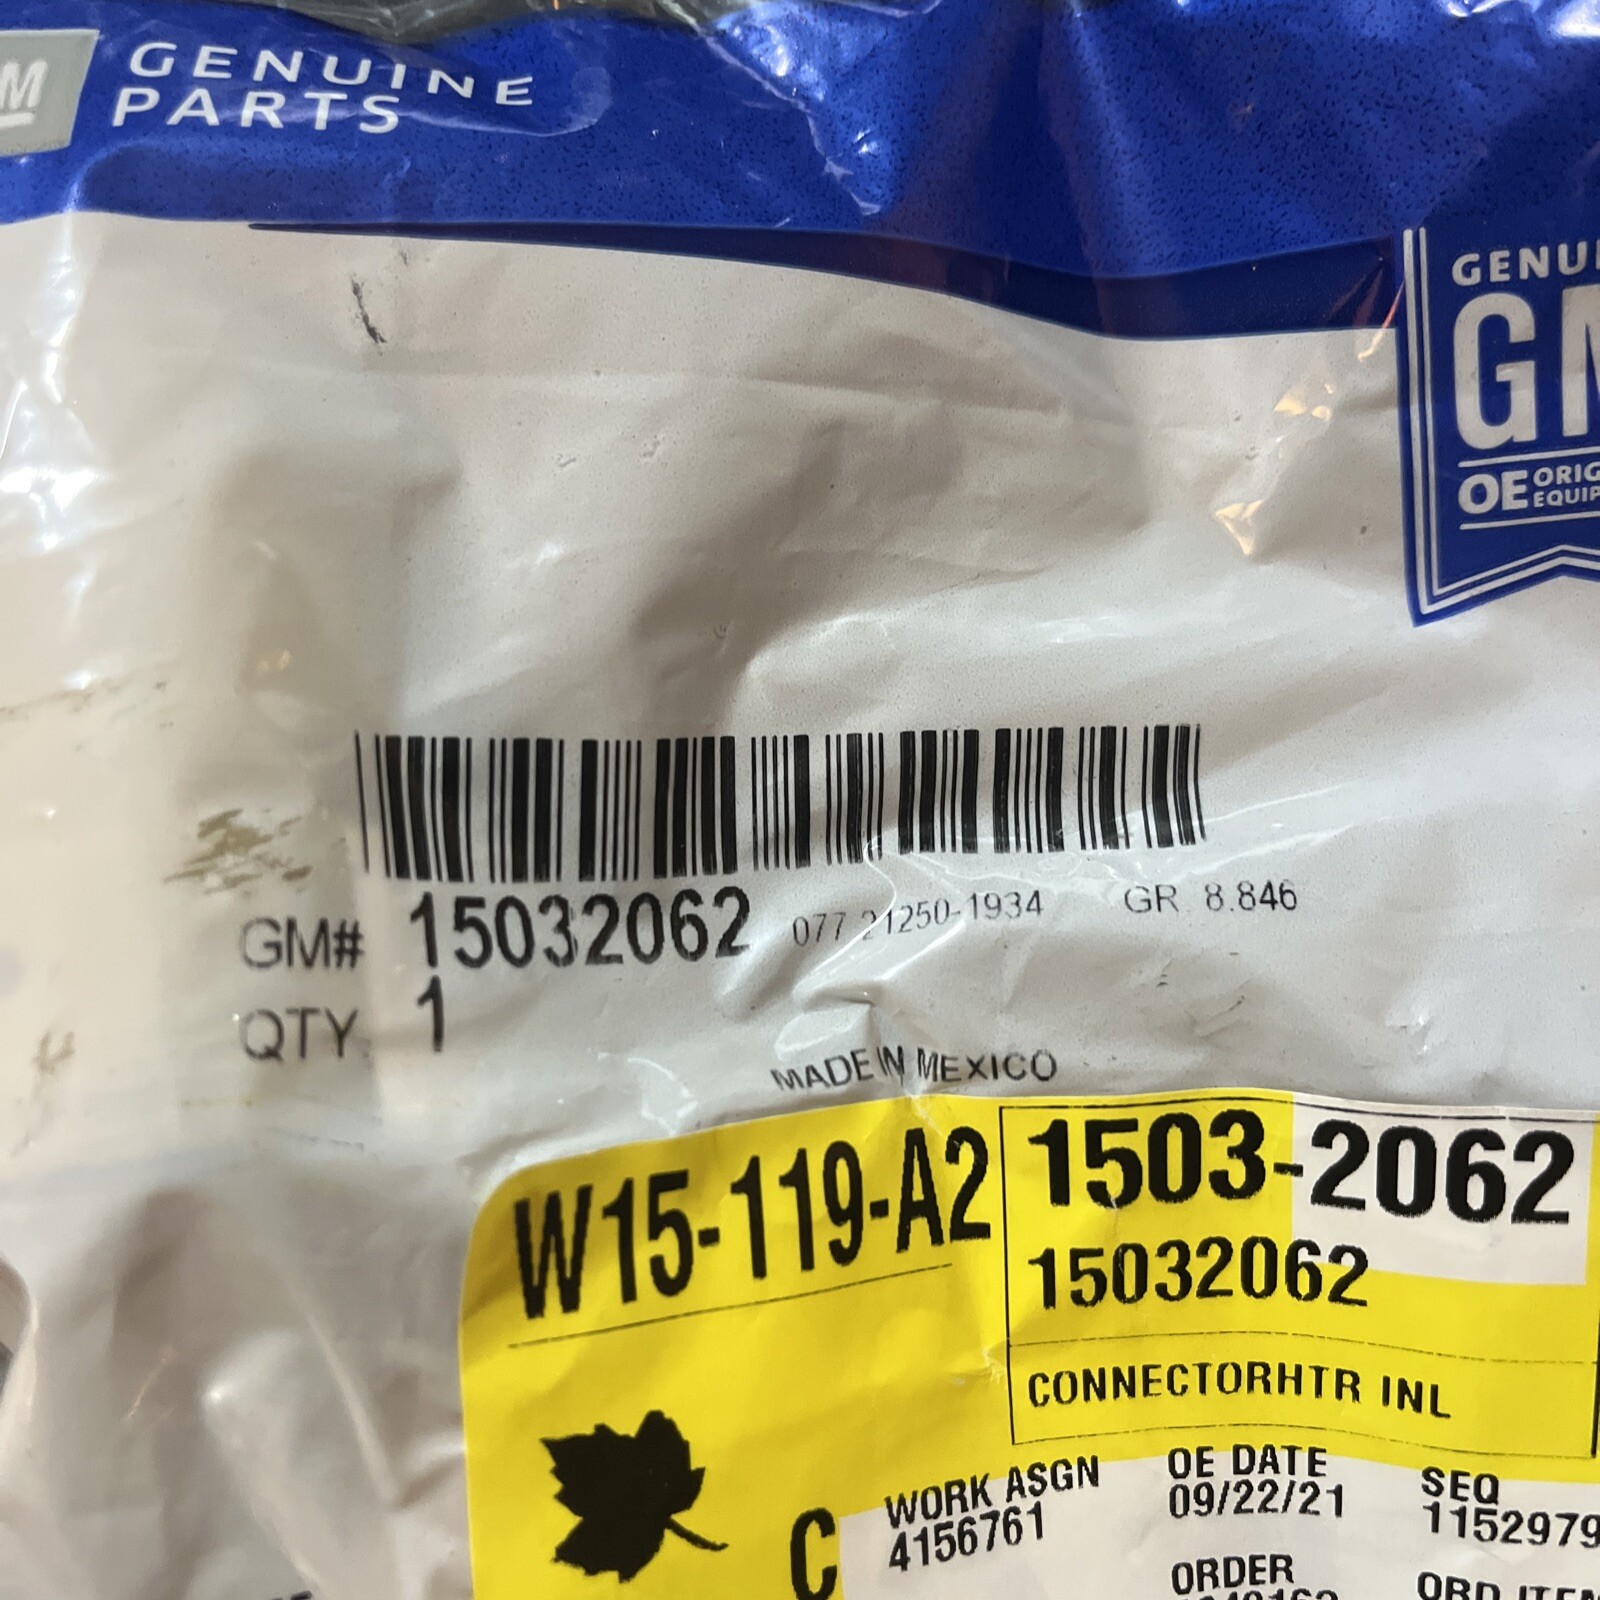 GENUINE
PARTS
GM
OE
GM# 15032062 077 21250-1934 GR 8.846
QTY 1
MADE IN MEXICO
W15-119-A2
1503-2062
15032062
CONNECTORHTR INL
WORK ASGN
4156761
OE DATE
09/22/21
SEQ
1152979
C
ORDER